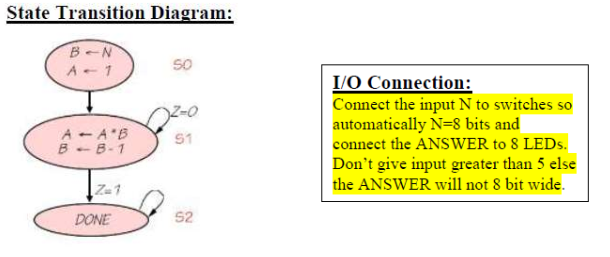 State Transition Diagram:
B ← N
A ← 1
S0
Z=0
A ← A*B
B ← B-1
S1
Z=1
DONE
S2
I/O Connection:
Connect the input N to switches so
automatically N=8 bits and
connect the ANSWER to 8 LEDs.
Don't give input greater than 5 else
the ANSWER will not 8 bit wide.